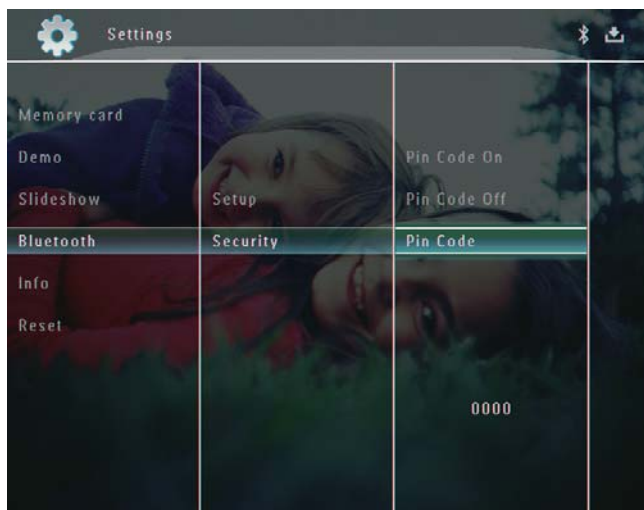 Settings
Memory card
Demo
Slideshow
Bluetooth
Info
Reset
Setup
Security
Pin Code On
Pin Code Off
Pin Code
0000